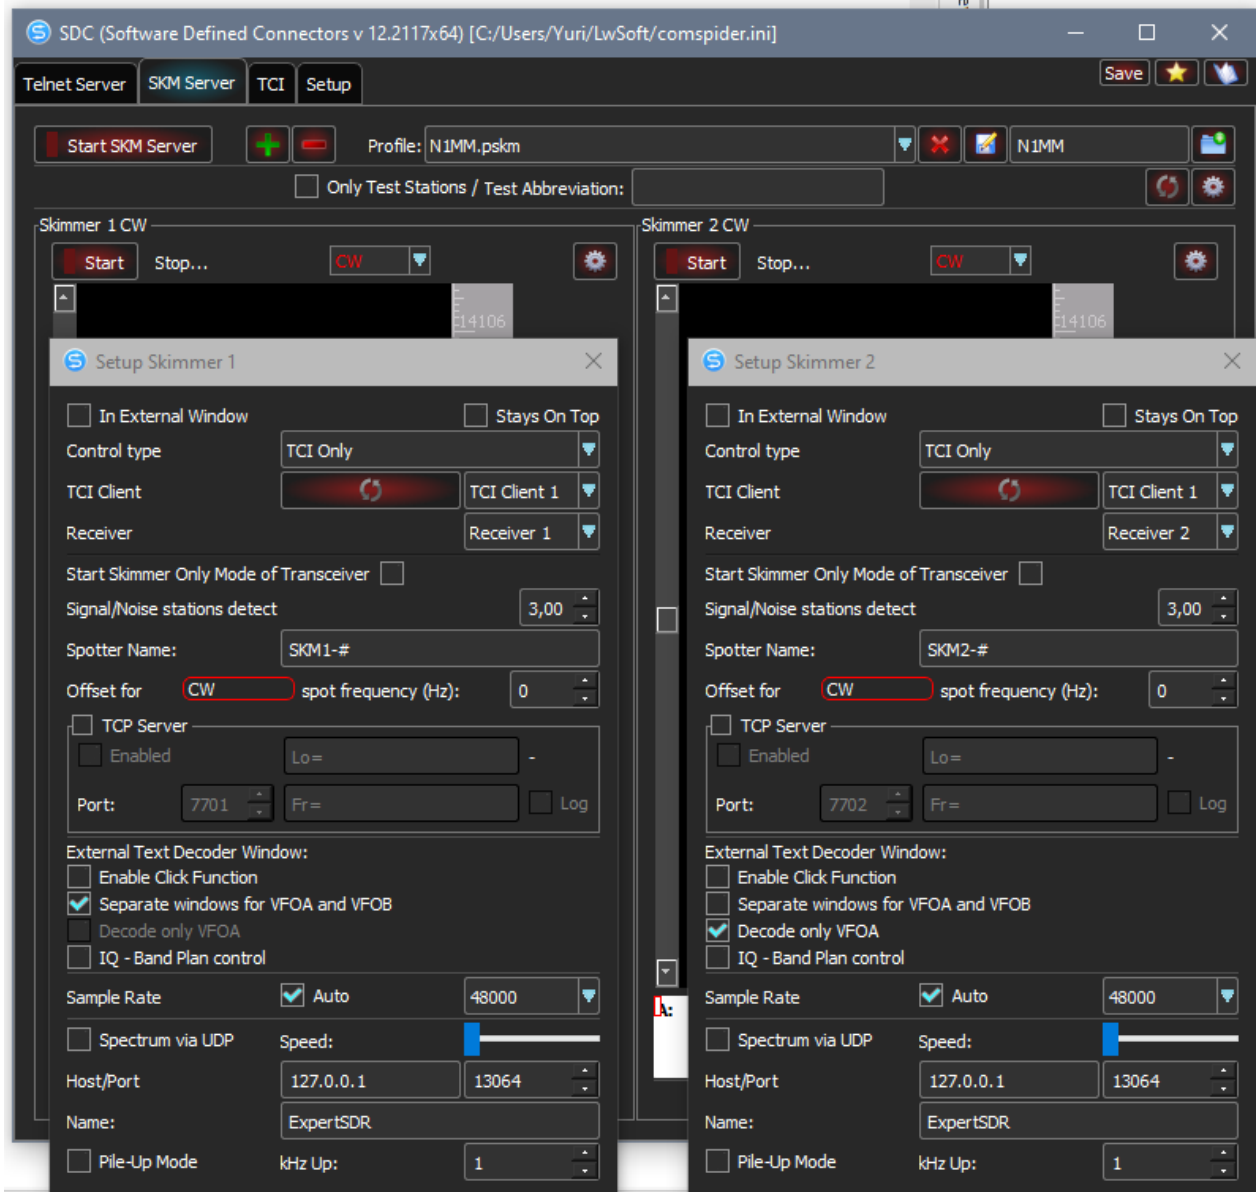 SDC (Software Defined Connectors v 12.2117x64) [C:/Users/Yuri/LwSoft/comspider.ini]
Telnet Server SKM Server TCI Setup Save
Start SKM Server Profile: N1MM.pskm N1MM
Only Test Stations / Test Abbreviation:
Skimmer 1 CW
Start Stop... CW
14106
Skimmer 2 CW
Start Stop... CW
14106
Setup Skimmer 1
In External Window Stays On Top
Control type TCI Only
TCI Client TCI Client 1
Receiver Receiver 1
Start Skimmer Only Mode of Transceiver
Signal/Noise stations detect 3,00
Spotter Name: SKM1-#
Offset for CW spot frequency (Hz): 0
TCP Server
Enabled Lo= -
Port: 7701 Fr= Log
External Text Decoder Window:
Enable Click Function
Separate windows for VFOA and VFOB
Decode only VFOA
IQ - Band Plan control
Sample Rate Auto 48000
Spectrum via UDP Speed:
Host/Port 127.0.0.1 13064
Name: ExpertSDR
Pile-Up Mode kHz Up: 1
Setup Skimmer 2
In External Window Stays On Top
Control type TCI Only
TCI Client TCI Client 1
Receiver Receiver 2
Start Skimmer Only Mode of Transceiver
Signal/Noise stations detect 3,00
Spotter Name: SKM2-#
Offset for CW spot frequency (Hz): 0
TCP Server
Enabled Lo= -
Port: 7702 Fr= Log
External Text Decoder Window:
Enable Click Function
Separate windows for VFOA and VFOB
Decode only VFOA
IQ - Band Plan control
A:
Sample Rate Auto 48000
Spectrum via UDP Speed:
Host/Port 127.0.0.1 13064
Name: ExpertSDR
Pile-Up Mode kHz Up: 1